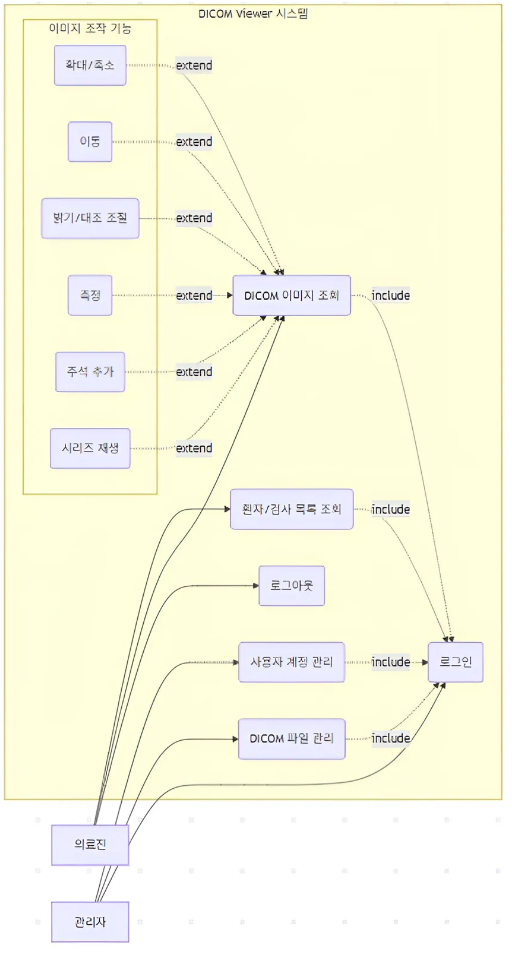 DICOM Viewer 시스템
이미지 조작 기능
확대/축소
extend
이동
extend
밝기/대조 조절
extend
측정
extend
DICOM 이미지 조회
include
주석 추가
extend
시리즈 재생
extend
환자/검사 목록 조회
include
로그아웃
사용자 계정 관리
include
로그인
DICOM 파일 관리
include
의료진
관리자